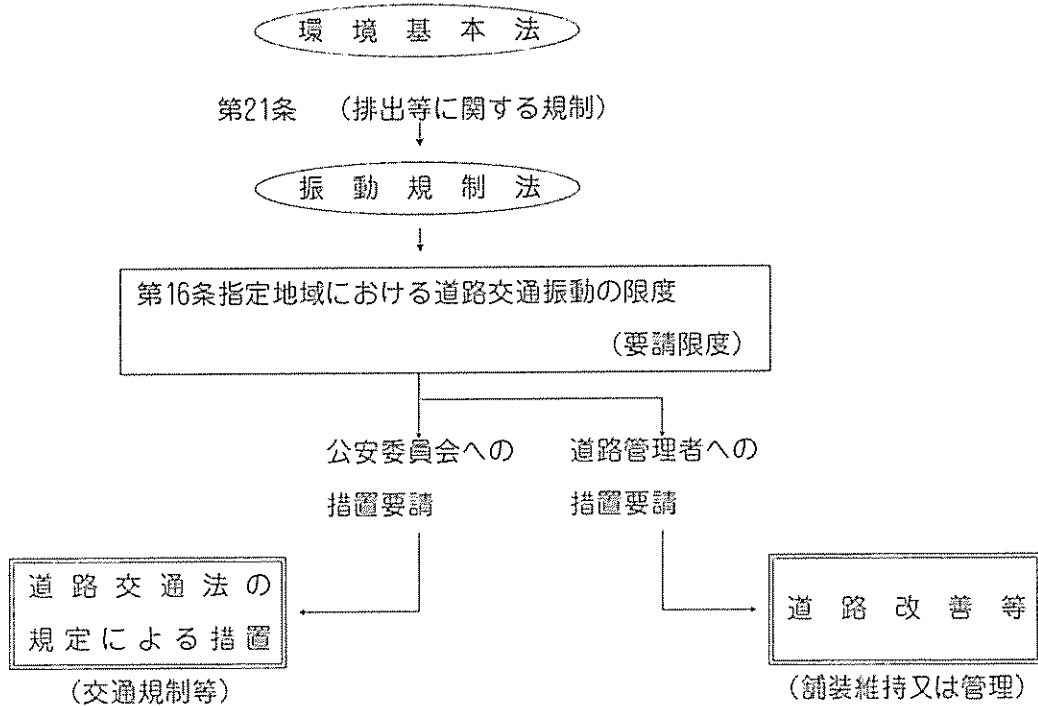 環境基本法
第21条 （排出等に関する規制）
振動規制法
第16条指定地域における道路交通振動の限度
（要請限度）
公安委員会への
措置要請
道路管理者への
措置要請
道路交通法の
規定による措置
（交通規制等）
道路改善等
（舗装維持又は管理）